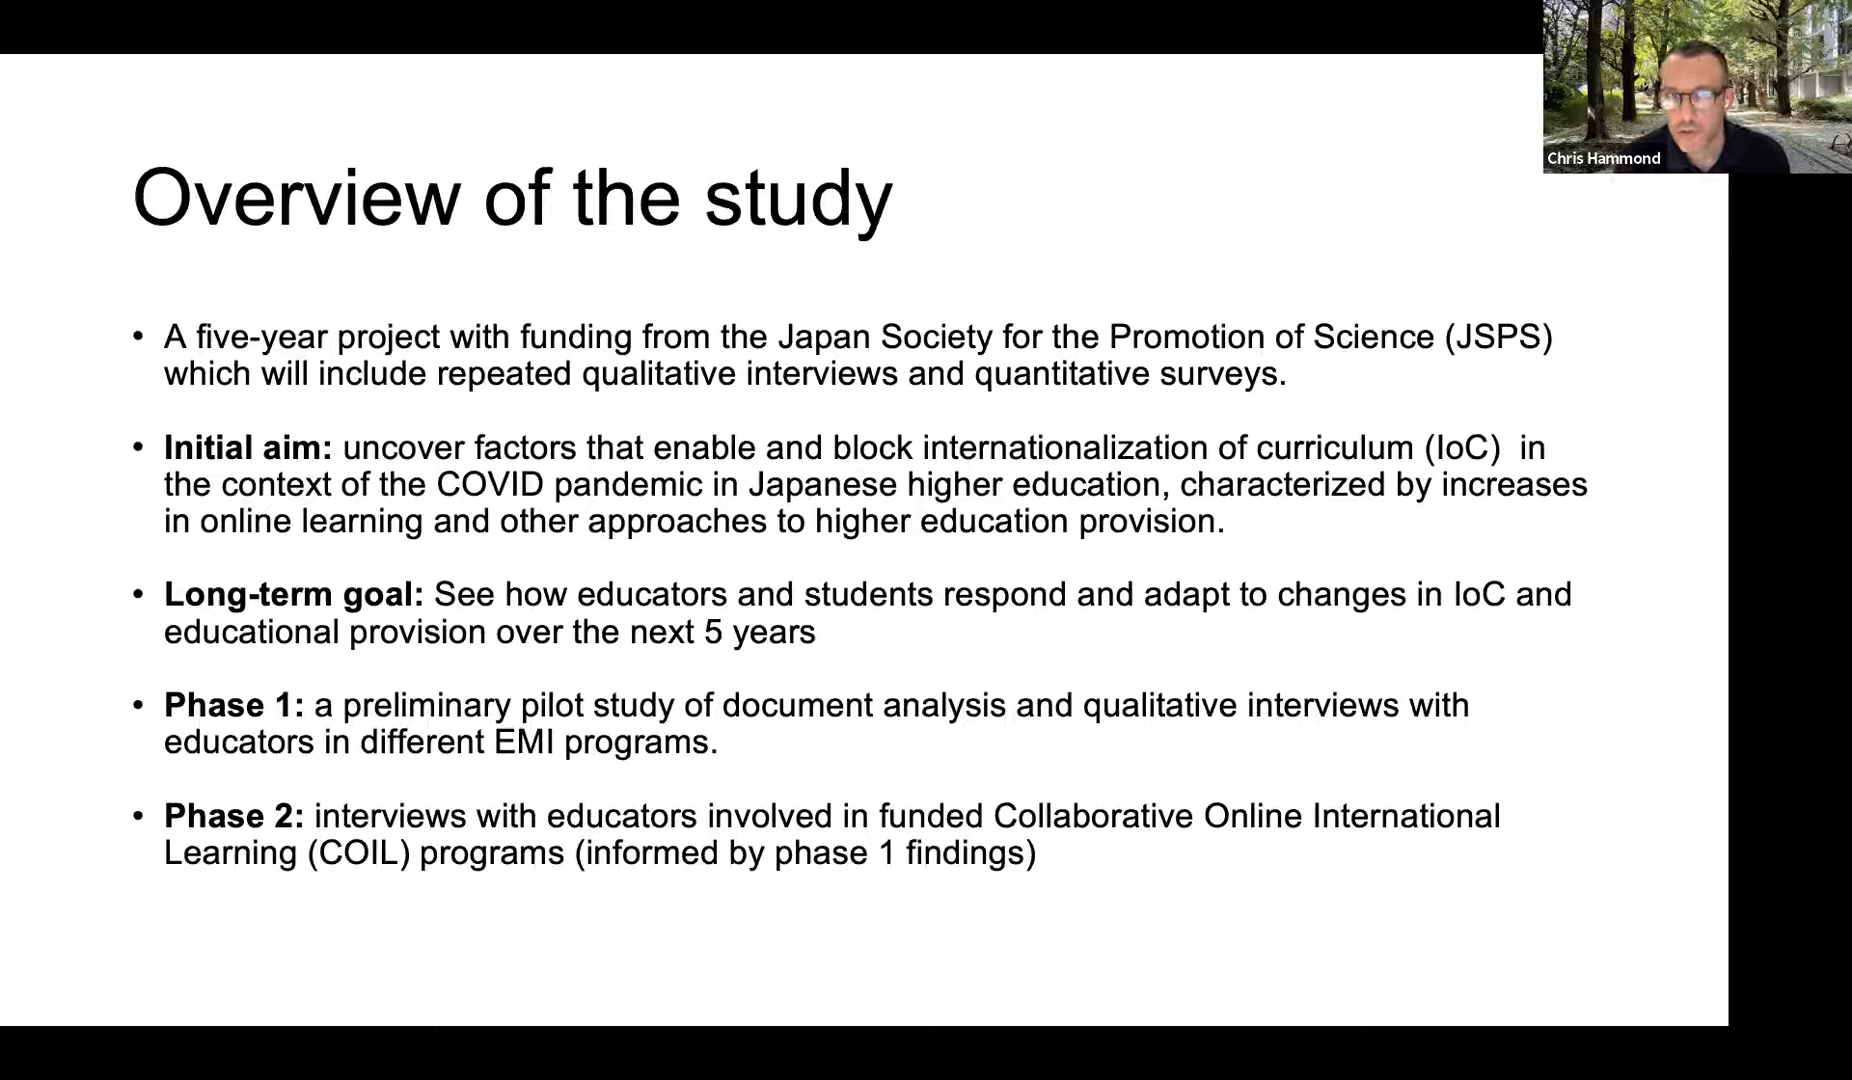 Chris Hammond
Overview of the study
• A five-year project with funding from the Japan Society for the Promotion of Science (JSPS)
which will include repeated qualitative interviews and quantitative surveys.
• Initial aim: uncover factors that enable and block internationalization of curriculum (IoC)  in
the context of the COVID pandemic in Japanese higher education, characterized by increases
in online learning and other approaches to higher education provision.
• Long-term goal: See how educators and students respond and adapt to changes in IoC and
educational provision over the next 5 years
• Phase 1: a preliminary pilot study of document analysis and qualitative interviews with
educators in different EMI programs.
• Phase 2: interviews with educators involved in funded Collaborative Online International
Learning (COIL) programs (informed by phase 1 findings)